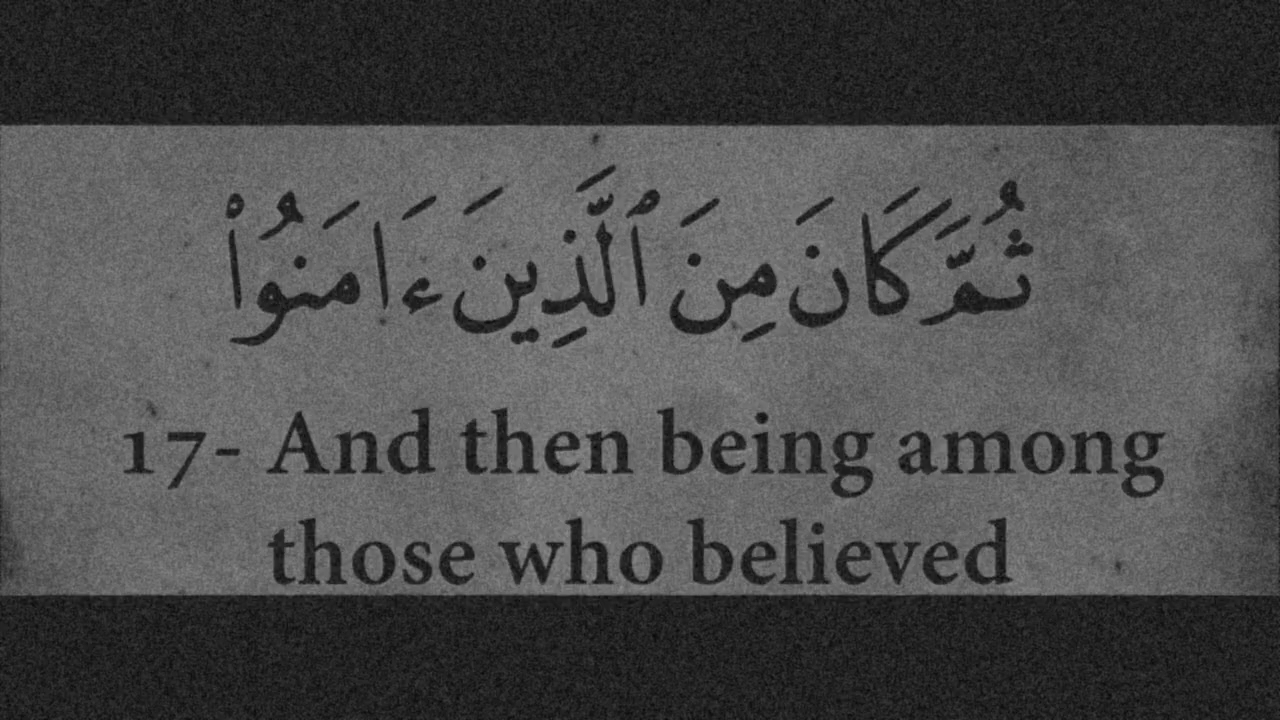 ثُمَّ كَانَ مِنَ ٱلَّذِينَ ءَامَنُوا۟
17- And then being among
those who believed